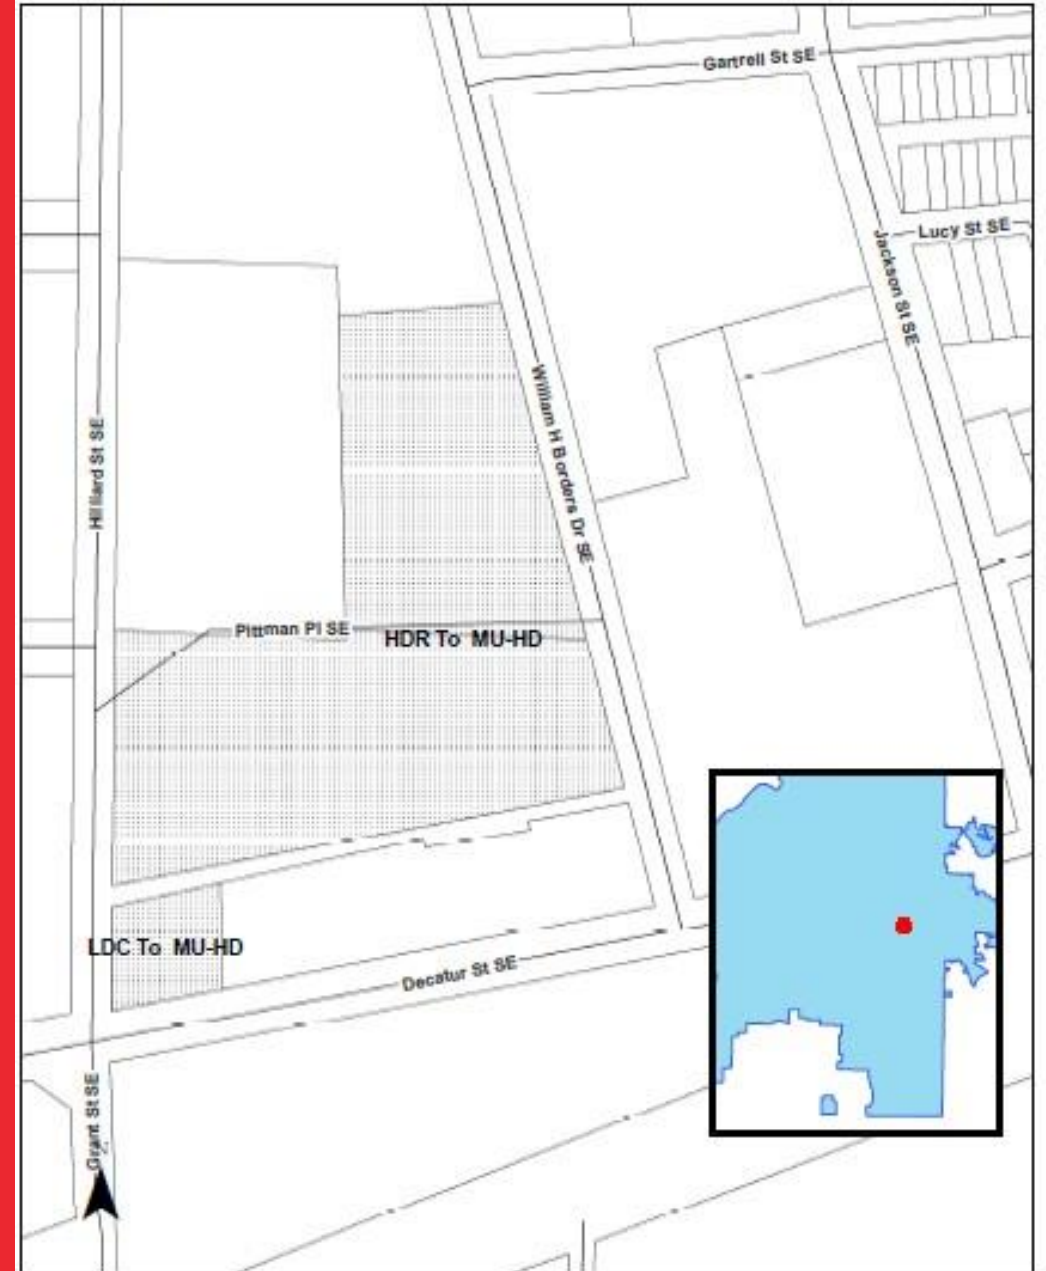 Gartrell St SE
Lucy St SE
Jackson St SE
William H Borders Dr SE
Hilliard St SE
Pittman Pl SE
HDR To MU-HD
LDC To MU-HD
Decatur St SE
Grant St SE